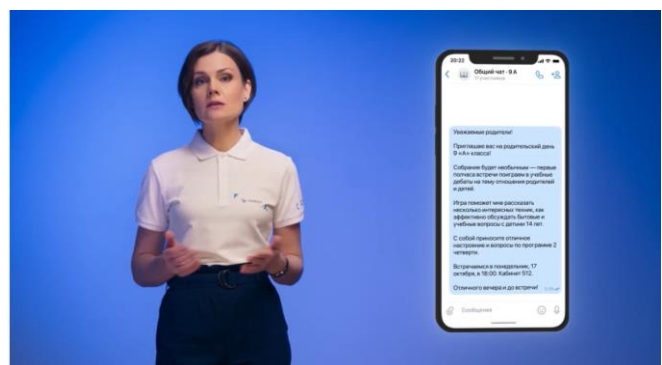 20:22
Общий чат · 9 А
Уважаемые родители!
Приглашаю вас на родительский день
9 «А» класса!
Собрание будет необычным — первые
полчаса встречи поиграем в учебные
дебаты на тему отношения родителей
и детей.
Игра поможет мне рассказать
несколько интересных техник, как
эффективно обсуждать бытовые и
учебные вопросы с детьми 14 лет.
С собой приносите отличное
настроение и вопросы по программе 2
четверти.
Встречаемся в понедельник, 17
октября, в 18:00. Кабинет 512.
Отличного вечера и до встречи!
Сообщение